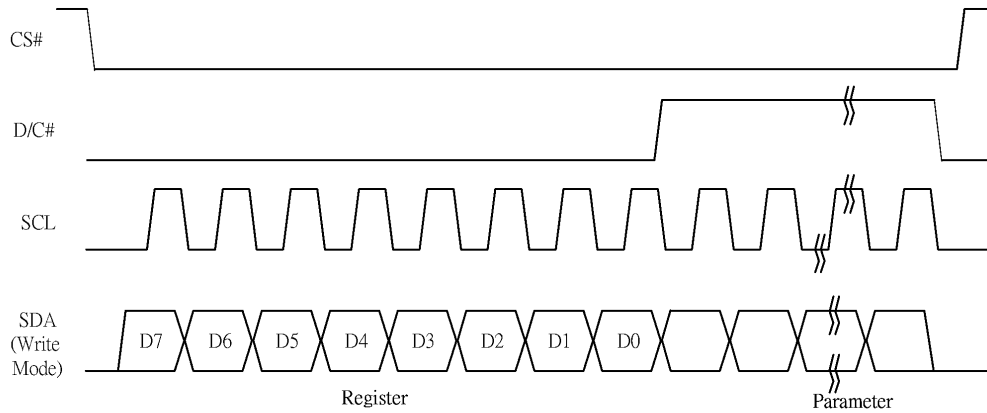 CS#
D/C#
SCL
SDA
(Write
Mode)
D7 D6 D5 D4 D3 D2 D1 D0
Register Parameter